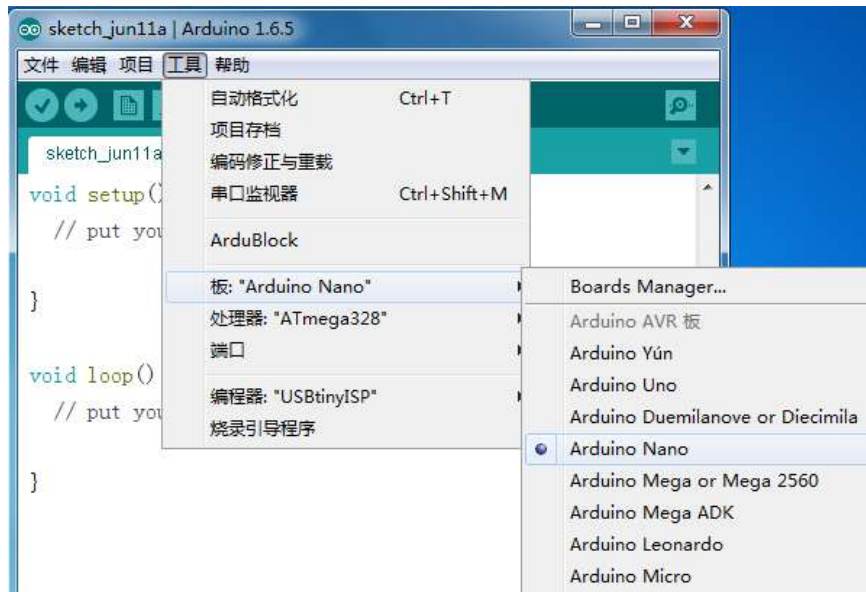 sketch_jun11a | Arduino 1.6.5
文件 编辑 项目 工具 帮助
自动格式化 Ctrl+T
项目存档
sketch_jun11a
编码修正与重载
void setup()
串口监视器 Ctrl+Shift+M
// put you
ArduBlock
板: "Arduino Nano"
}
处理器: "ATmega328"
端口
void loop()
编程器: "USBtinyISP"
// put you
烧录引导程序
}
Boards Manager...
Arduino AVR 板
Arduino Yún
Arduino Uno
Arduino Duemilanove or Diecimila
Arduino Nano
Arduino Mega or Mega 2560
Arduino Mega ADK
Arduino Leonardo
Arduino Micro